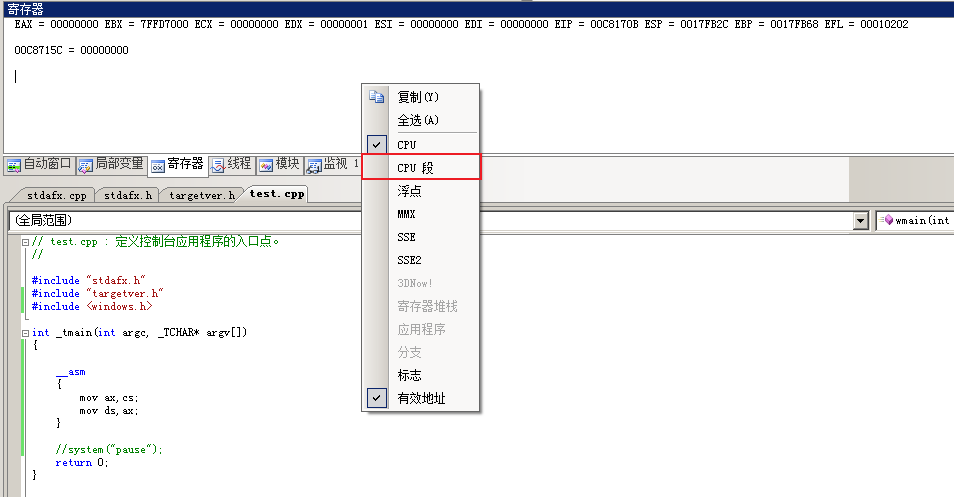 寄存器
EAX = 00000000 EBX = 7FFD7000 ECX = 00000000 EDX = 00000001 ESI = 00000000 EDI = 00000000 EIP = 00C8170B ESP = 0017FB2C EBP = 0017FB68 EFL = 00010202
00C8715C = 00000000
复制(Y)
全选(A)
CPU
CPU 段
浮点
MMX
SSE
SSE2
3DNow!
寄存器堆栈
应用程序
分支
标志
有效地址
自动窗口 局部变量 寄存器 线程 模块 监视 1
stdafx.cpp stdafx.h targetver.h test.cpp
(全局范围) wmain(int
// test.cpp : 定义控制台应用程序的入口点。
//
#include "stdafx.h"
#include "targetver.h"
#include <windows.h>
int _tmain(int argc, _TCHAR* argv[])
{
__asm
{
mov ax,cs;
mov ds,ax;
}
//system("pause");
return 0;
}